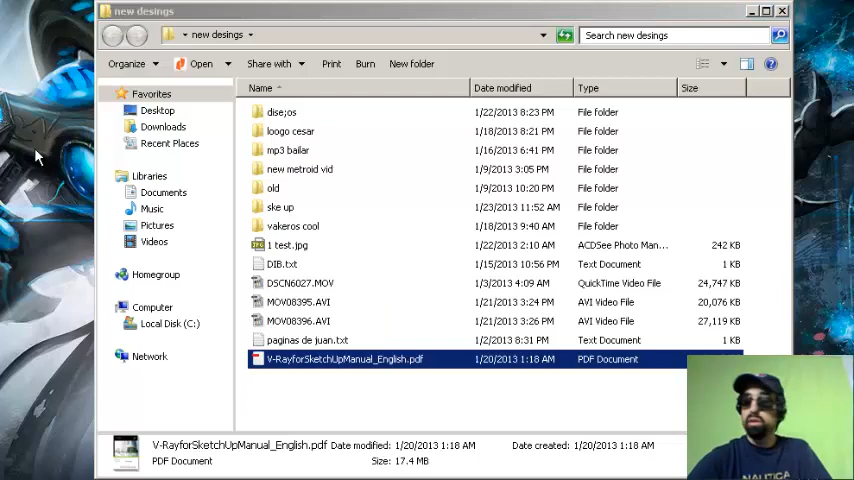 new desings
new desings
Search new desings
Organize Open Share with Print Burn New folder
Name Date modified Type Size
Favorites
Desktop
Downloads
Recent Places
Libraries
Documents
Music
Pictures
Videos
Homegroup
Computer
Local Disk (C:)
Network
dise;os 1/22/2013 8:23 PM File folder
loogo cesar 1/18/2013 8:21 PM File folder
mp3 bailar 1/16/2013 6:41 PM File folder
new metroid vid 1/9/2013 3:05 PM File folder
old 1/9/2013 10:20 PM File folder
ske up 1/23/2013 11:52 AM File folder
vakeros cool 1/18/2013 9:40 AM File folder
1 test.jpg 1/22/2013 2:10 AM ACDSee Photo Man... 242 KB
DIB.txt 1/15/2013 10:56 PM Text Document 1 KB
DSCN6027.MOV 1/3/2013 4:09 AM QuickTime Video File 24,747 KB
MOV08395.AVI 1/21/2013 3:24 PM AVI Video File 20,076 KB
MOV08396.AVI 1/21/2013 3:26 PM AVI Video File 27,119 KB
paginas de juan.txt 1/2/2013 8:31 PM Text Document 1 KB
V-RayforSketchUpManual_English.pdf 1/20/2013 1:18 AM PDF Document
V-RayforSketchUpManual_English.pdf Date modified: 1/20/2013 1:18 AM Date created: 1/20/2013 1:18 AM
PDF Document Size: 17.4 MB
NAUTICA